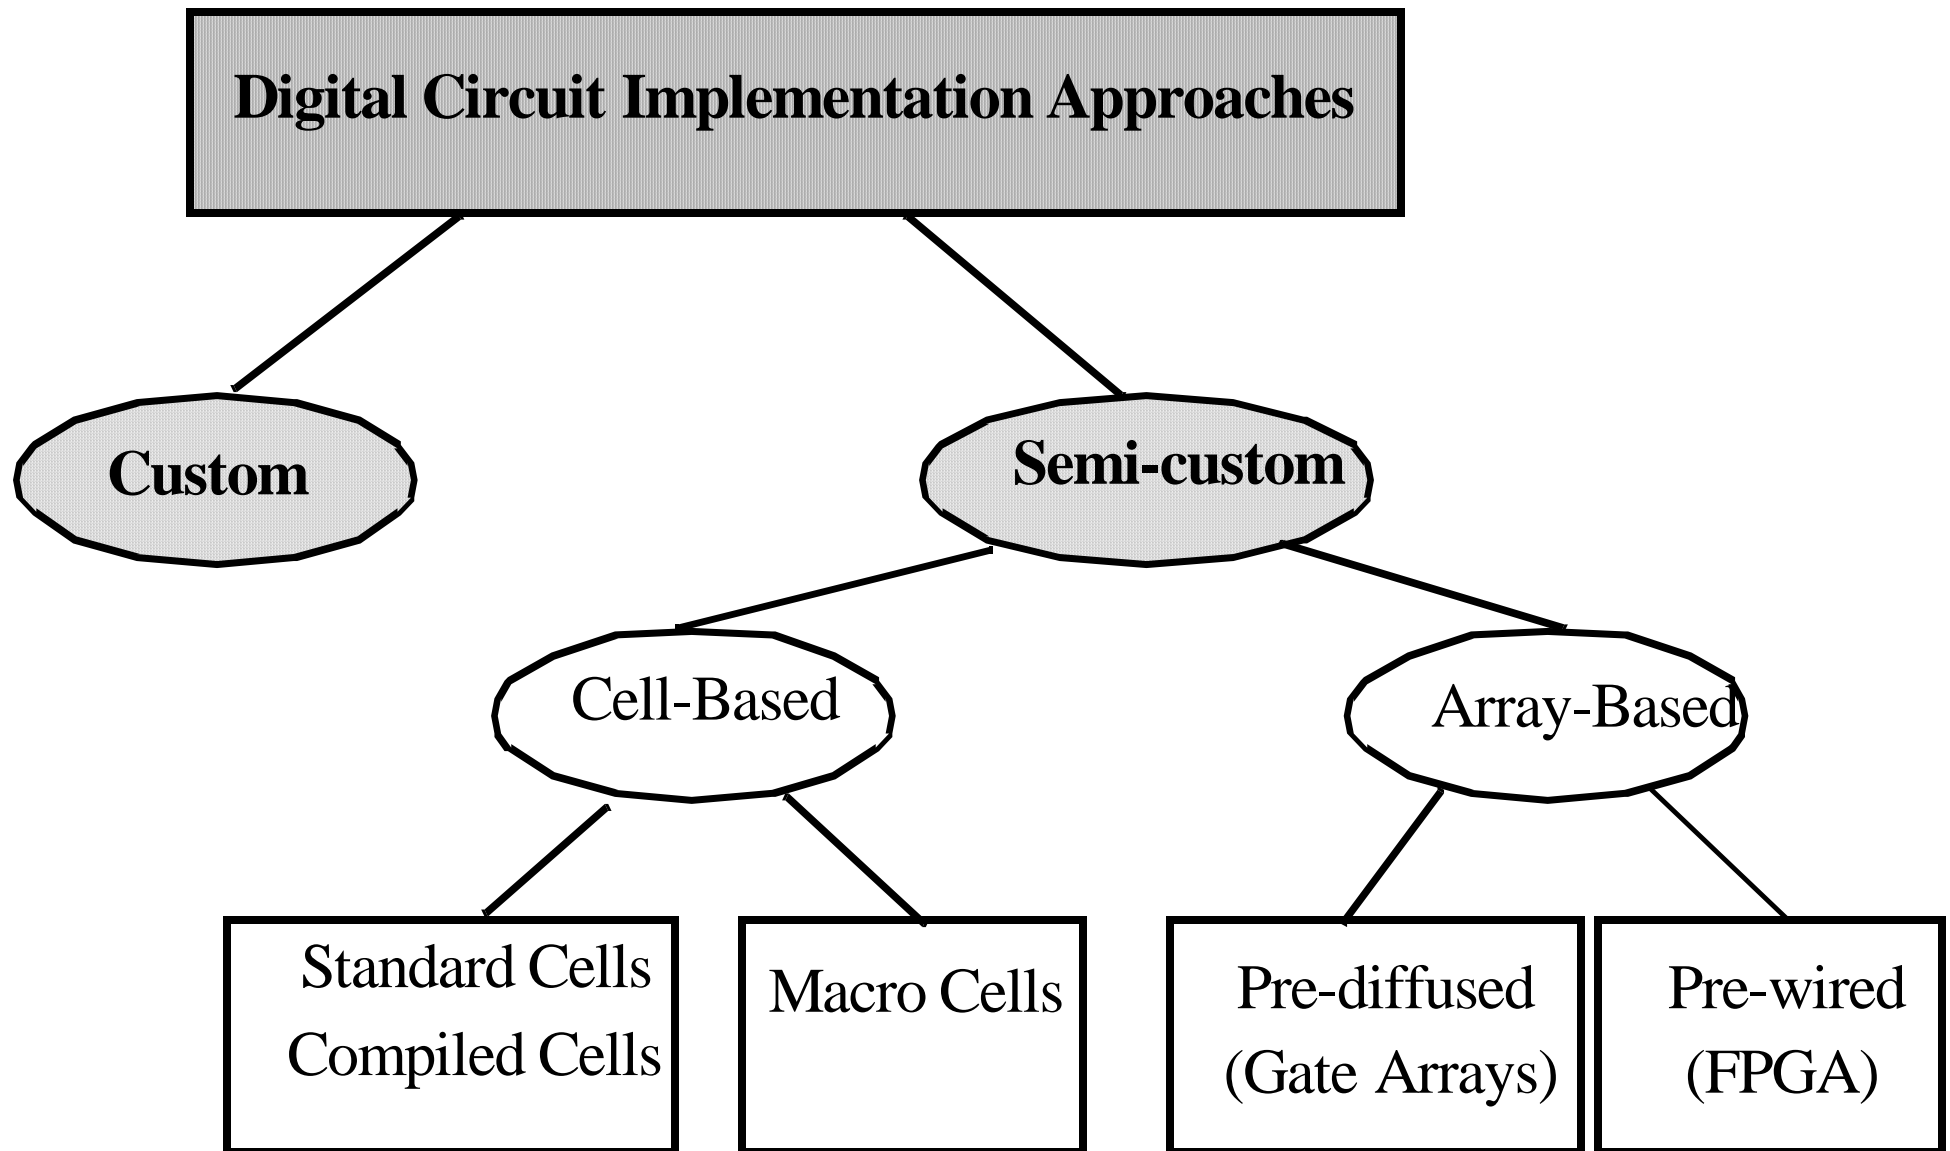 Digital Circuit Implementation Approaches
Custom
Semi-custom
Cell-Based
Array-Based
Standard Cells
Compiled Cells
Macro Cells
Pre-diffused
(Gate Arrays)
Pre-wired
(FPGA)